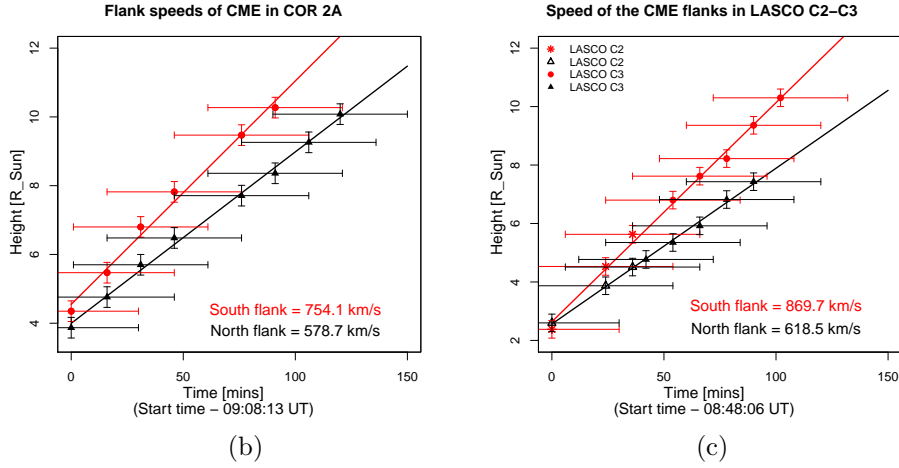 Flank speeds of CME in COR 2A
12
10
8
6
4
Height [R_Sun]
South flank = 754.1 km/s
North flank = 578.7 km/s
0
50
100
150
Time [mins]
(Start time − 09:08:13 UT)
(b)
Speed of the CME flanks in LASCO C2−C3
LASCO C2
LASCO C2
LASCO C3
LASCO C3
12
10
8
6
4
2
Height [R_Sun]
South flank = 869.7 km/s
North flank = 618.5 km/s
0
50
100
150
Time [mins]
(Start time − 08:48:06 UT)
(c)